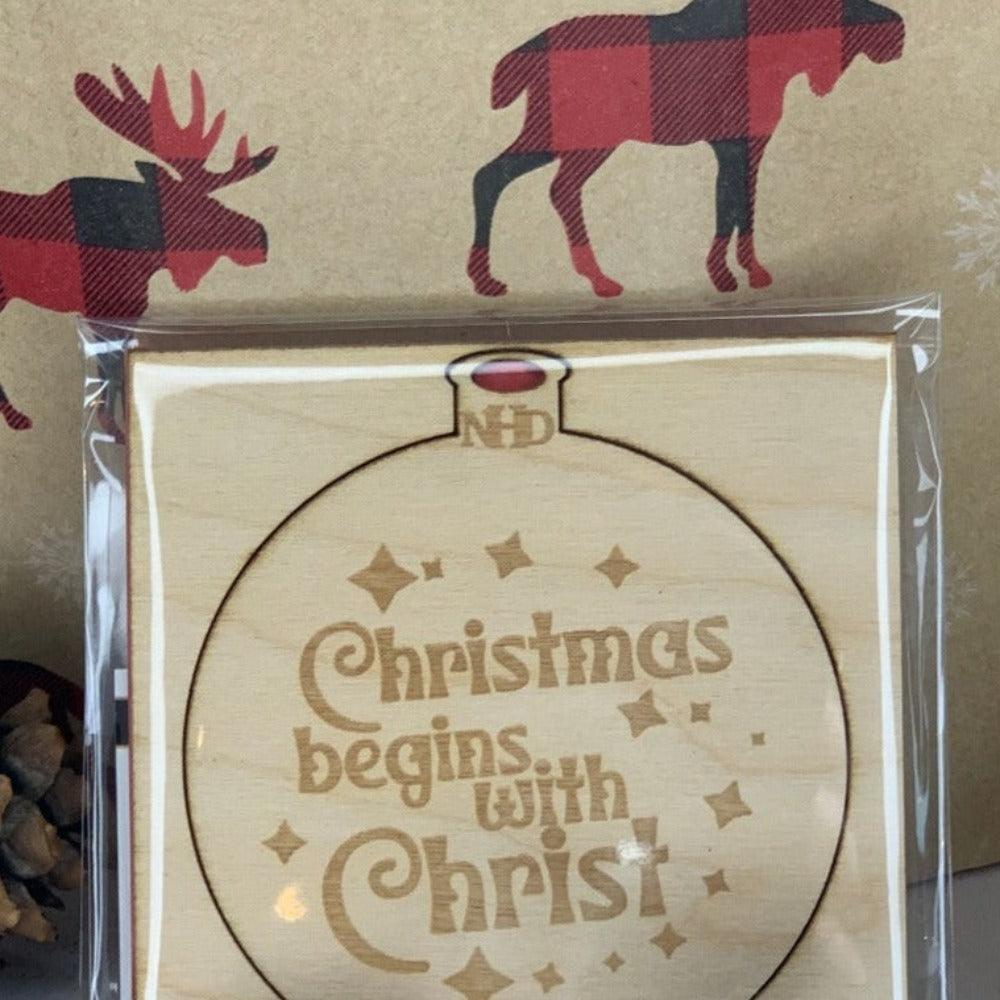 NHD
Christmas
begins
with
Christ